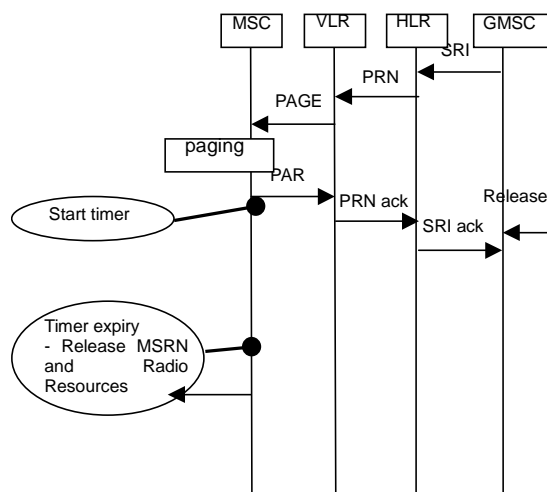 MSC VLR HLR GMSC
SRI
PRN
PAGE
paging
PAR
Start timer
PRN ack
Release
SRI ack
Timer expiry
- Release MSRN
and Radio
Resources